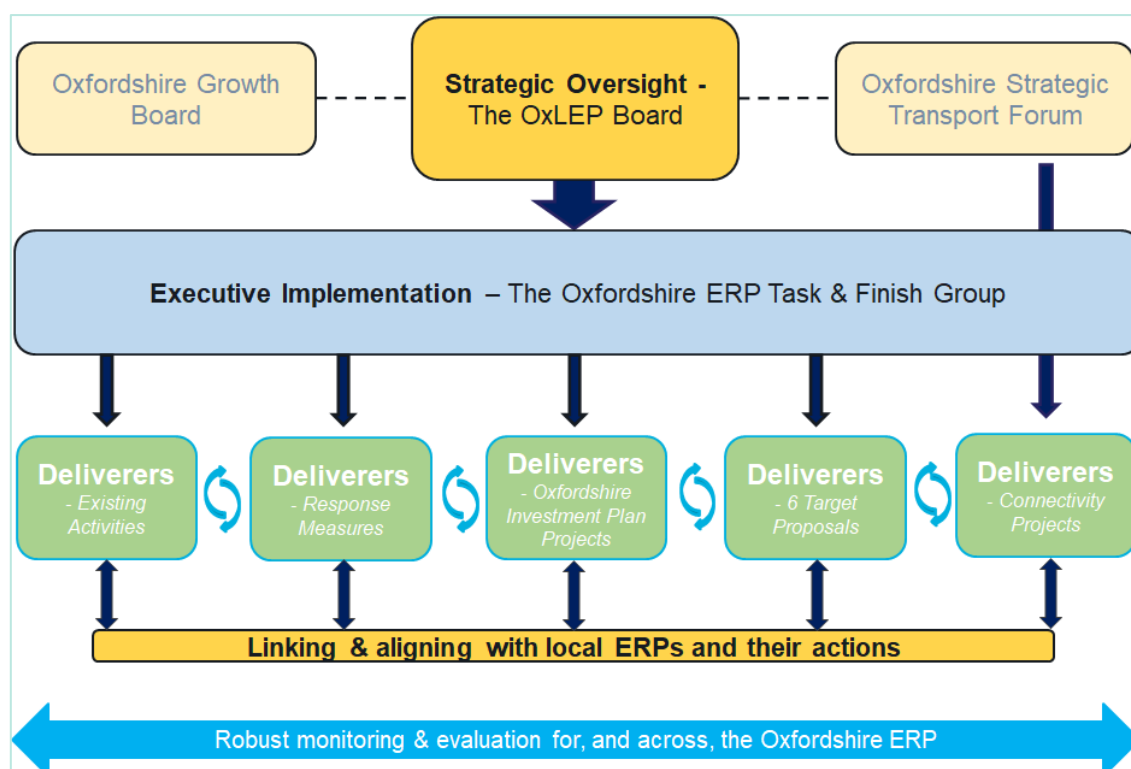 Oxfordshire Growth
Board
Strategic Oversight -
The OxLEP Board
Oxfordshire Strategic
Transport Forum
Executive Implementation – The Oxfordshire ERP Task & Finish Group
Deliverers
- Existing
Activities
Deliverers
- Response
Measures
Deliverers
- Oxfordshire
Investment Plan
Projects
Deliverers
- 6 Target
Proposals
Deliverers
- Connectivity
Projects
Linking & aligning with local ERPs and their actions
Robust monitoring & evaluation for, and across, the Oxfordshire ERP